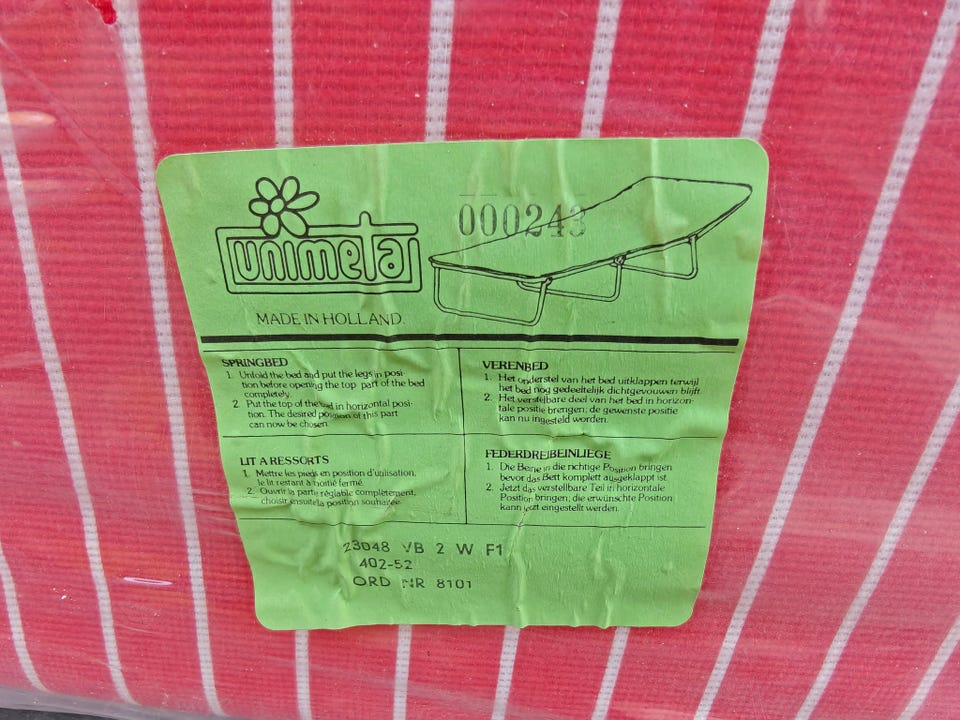 000243
unimetal
MADE IN HOLLAND
SPRINGBED
1. Unfold the bed and put the legs in posi-
tion before opening the top part of the bed
completely.
2. Put the top of the bed in horizontal posi-
tion. The desired position of this part
can now be chosen.
VERENBED
1. Het onderstel van het bed uitklappen terwijl
het bed nog gedeeltelijk dichtgevouwen blijft.
2. Het verstelbare deel van het bed in horizon-
tale positie brengen; de gewenste positie
kan nu ingesteld worden.
LIT A RESSORTS
1. Mettre les pieds en position d'utilisation,
le lit restant à moitié fermé.
2. Ouvrir la partie réglable complètement,
choisir ensuite la position souhaitée.
FEDERDREIBEINLIEGE
1. Die Beine in die richtige Position bringen
bevor das Bett komplett ausgeklappt ist.
2. Jetzt das verstellbare Teil in horizontale
Position bringen; die erwünschte Position
kann jetzt eingestellt werden.
23048 VB 2 W F1
402-52
ORD NR 8101